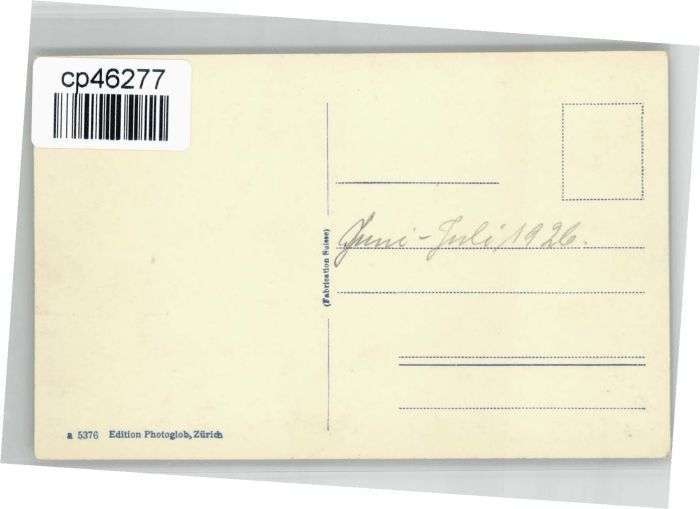 cp46277
Juni-Juli 1926.
(Fabrication Suisse)
a 5376 Edition Photoglob, Zürich